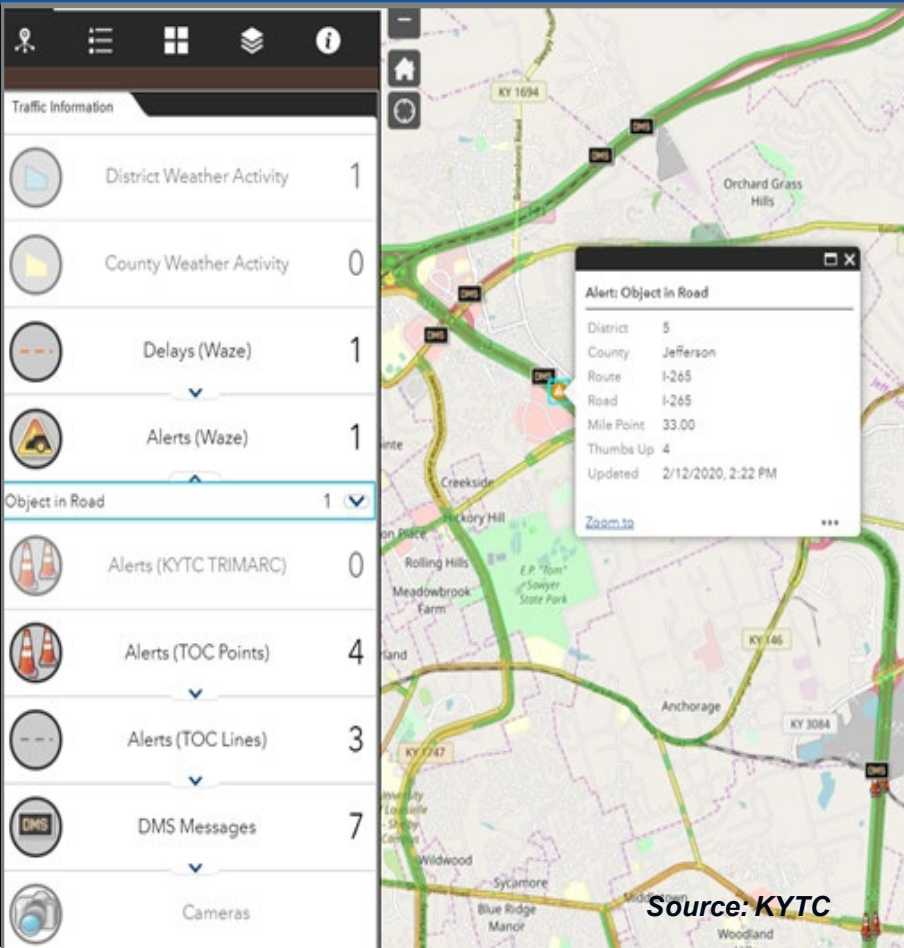 Traffic Information
District Weather Activity 1
County Weather Activity 0
Delays (Waze) 1
Alerts (Waze) 1
Object in Road 1
Alerts (KYTC TRIMARC) 0
Alerts (TOC Points) 4
Alerts (TOC Lines) 3
DMS
DMS Messages 7
Cameras
KY 1694
Brownsboro Road
DMS
DMS
Orchard Grass
Hills
DMS
DMS
DMS
Alert: Object in Road
District 5
County Jefferson
Route I-265
Road I-265
Mile Point 33.00
Thumbs Up 4
Updated 2/12/2020, 2:22 PM
Zoom to
Creekside
Hickory Hill
Rolling Hills
Meadowbrook
Farm
E.P. "Tom"
Sawyer
State Park
KY 146
Anchorage
KY 3084
KY 1747
DMS
Wildwood
Sycamore
Blue Ridge
Manor
Middletown
Woodland
Source: KYTC